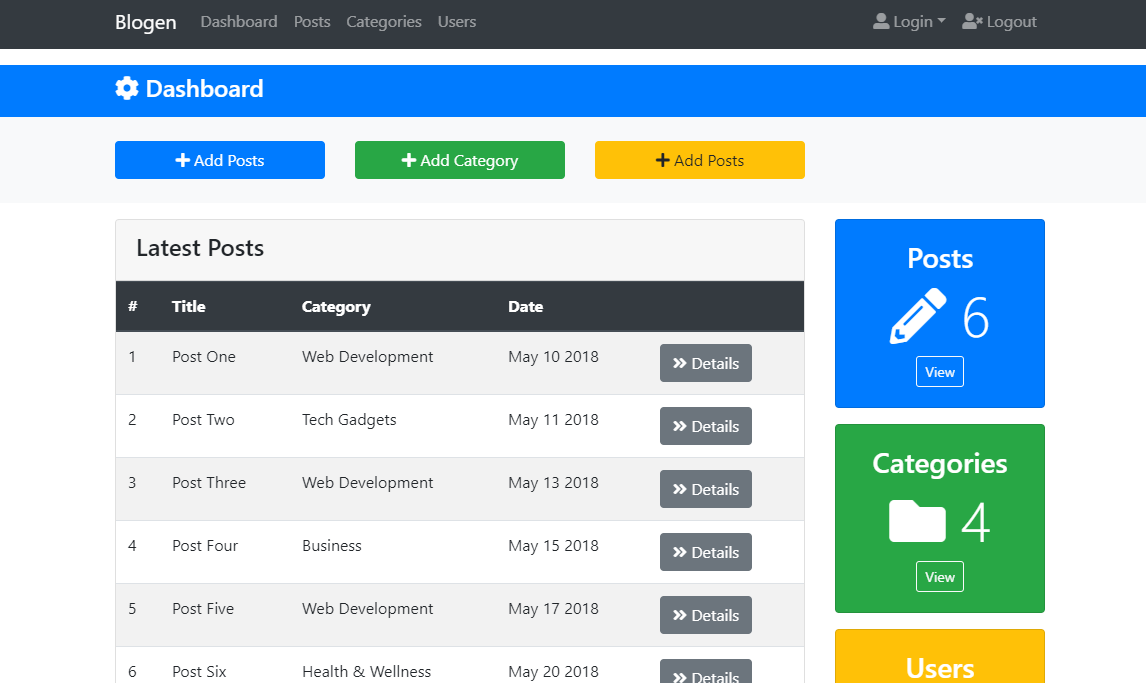 Blogen Dashboard Posts Categories Users Login Logout
Dashboard
Add Posts Add Category Add Posts
Latest Posts
# Title Category Date
1 Post One Web Development May 10 2018 Details
2 Post Two Tech Gadgets May 11 2018 Details
3 Post Three Web Development May 13 2018 Details
4 Post Four Business May 15 2018 Details
5 Post Five Web Development May 17 2018 Details
6 Post Six Health & Wellness May 20 2018 Details
Posts
6
View
Categories
4
View
Users